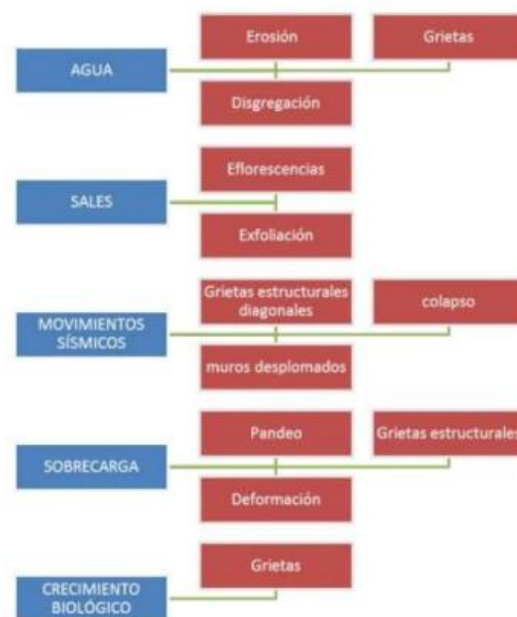 Erosión
Grietas
AGUA
Disgregación
Eflorescencias
SALES
Exfoliación
Grietas estructurales
diagonales
colapso
MOVIMIENTOS
SÍSMICOS
muros desplomados
Pandeo
Grietas estructurales
SOBRECARGA
Deformación
Grietas
CRECIMIENTO
BIOLÓGICO